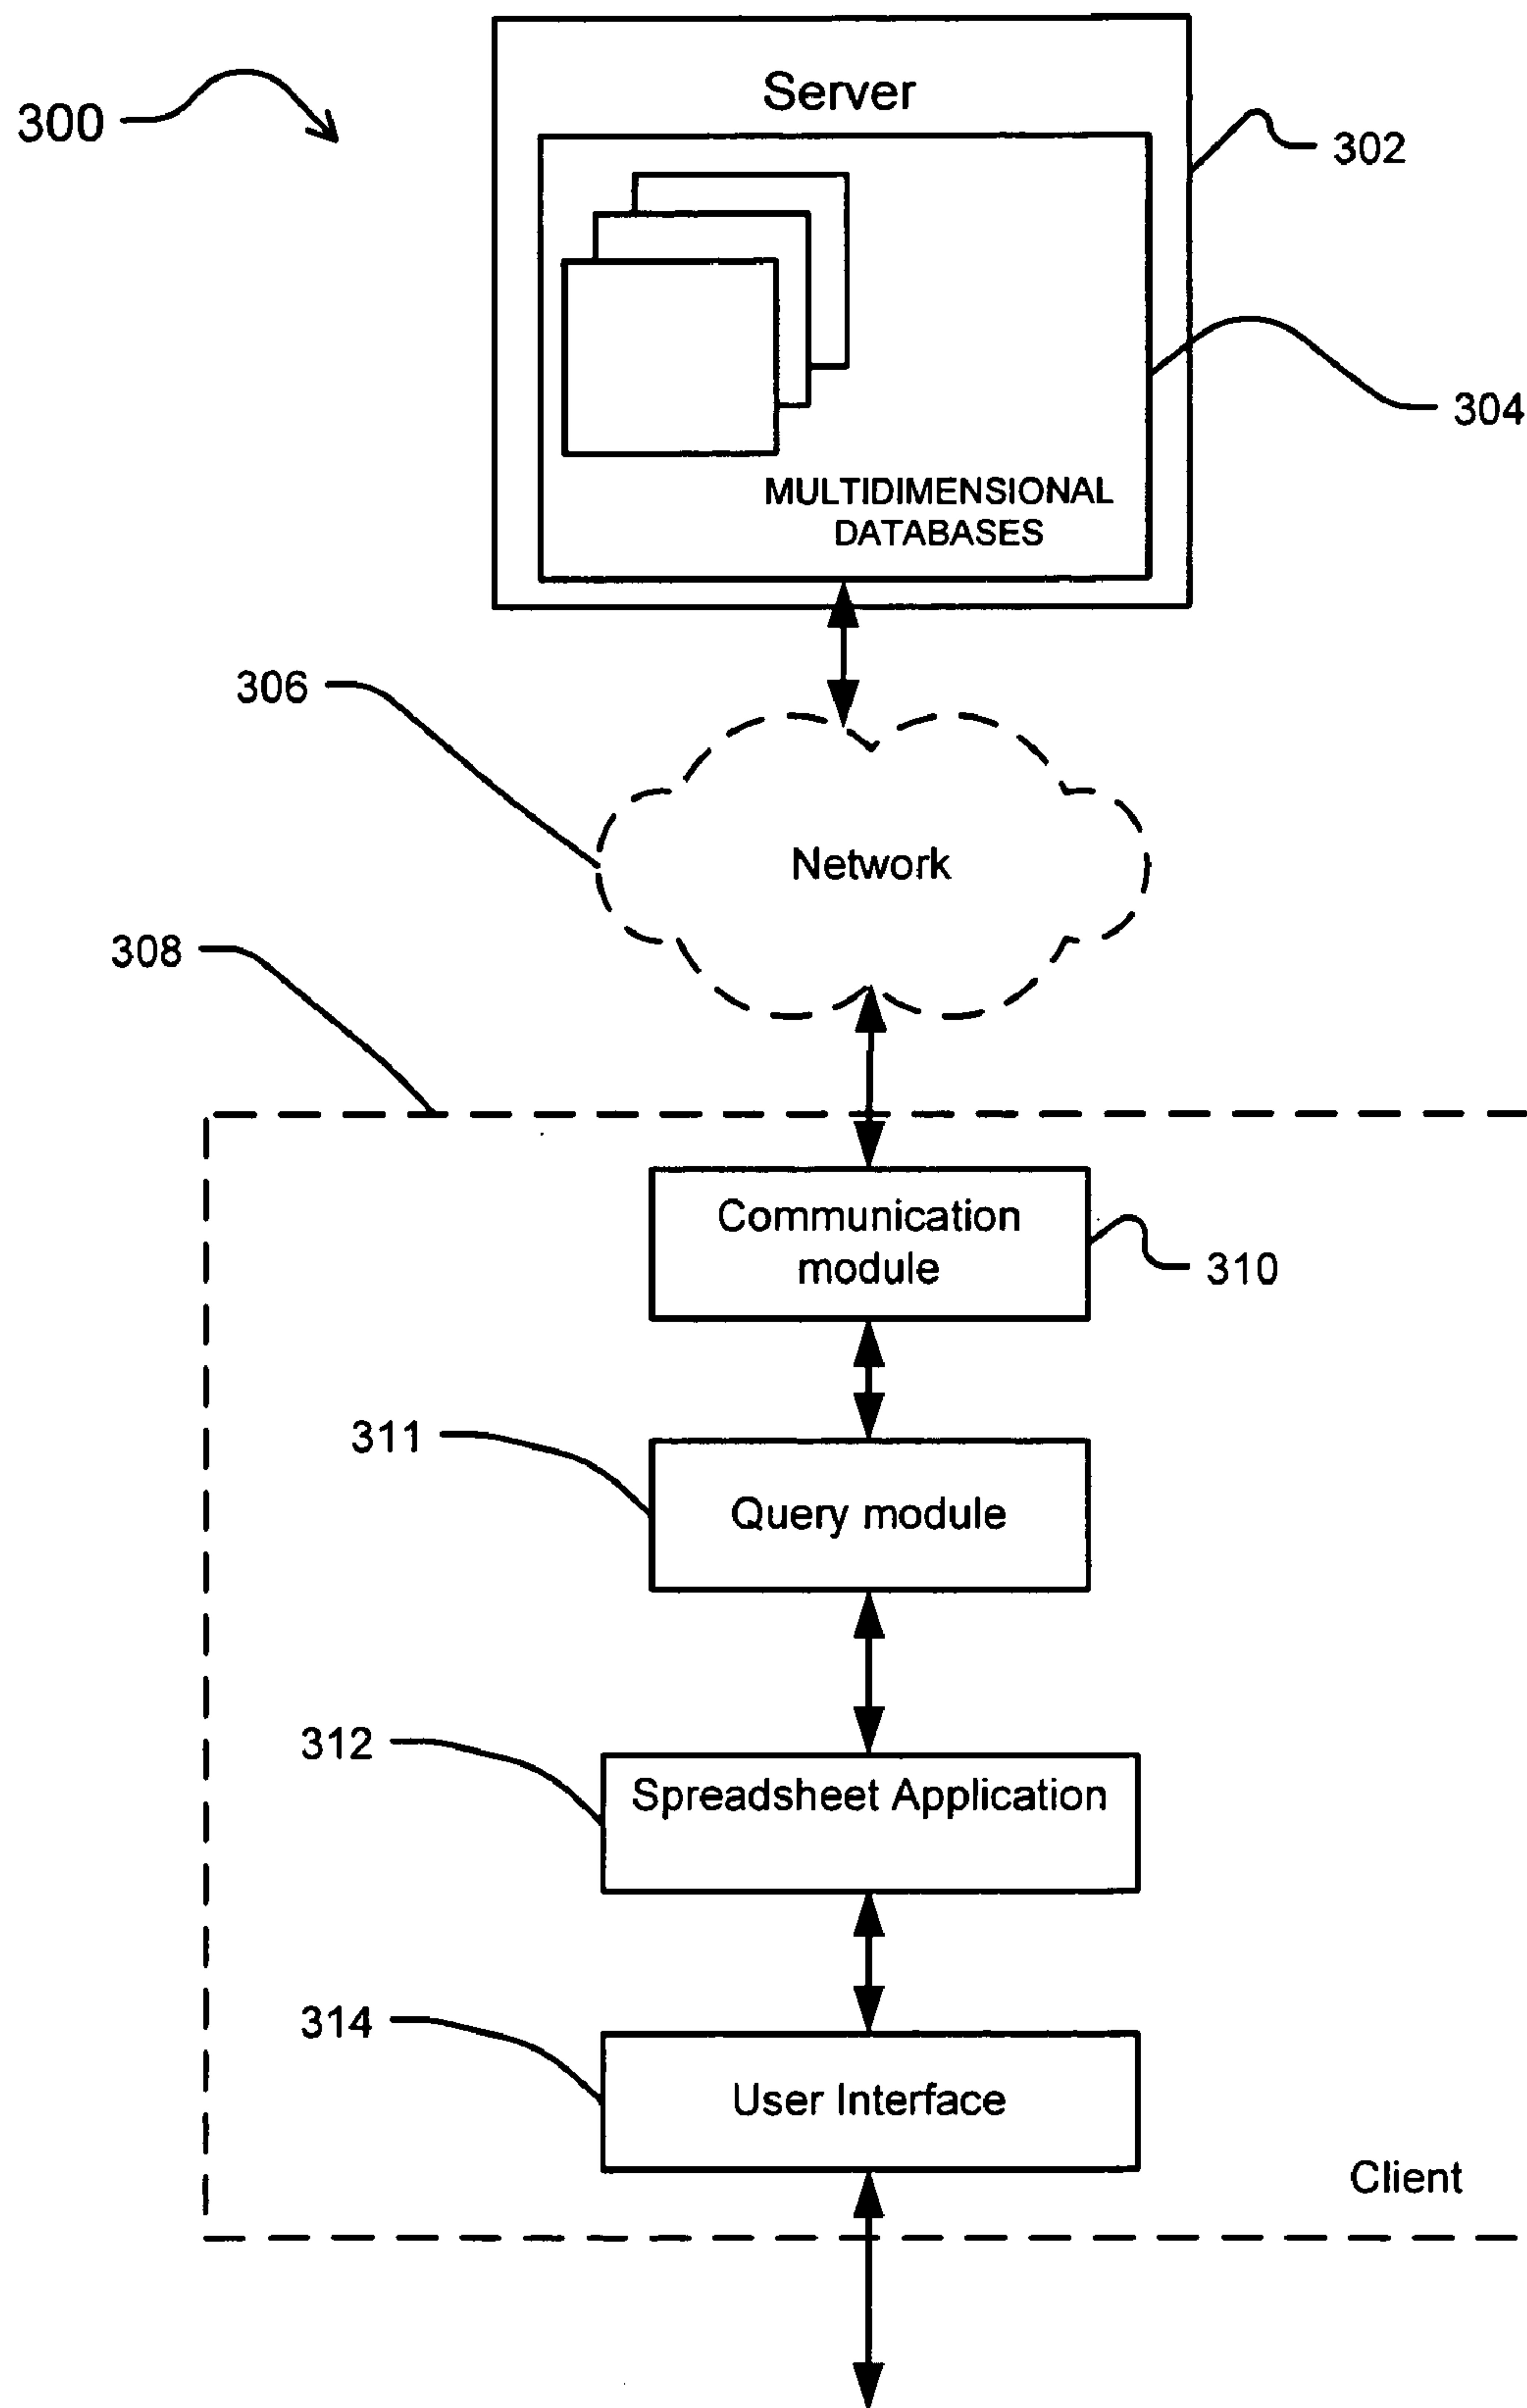 300
Server
302
304
MULTIDIMENSIONAL
DATABASES
306
Network
308
Communication
module
310
311
Query module
312
Spreadsheet Application
314
User Interface
Client